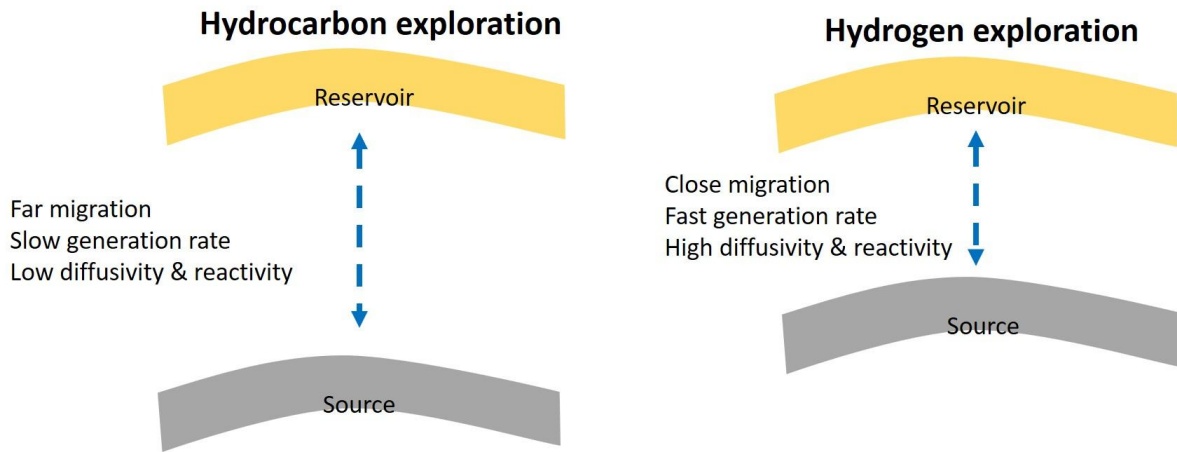 Hydrocarbon exploration
Reservoir
Far migration
Slow generation rate
Low diffusivity & reactivity
Source
Hydrogen exploration
Reservoir
Close migration
Fast generation rate
High diffusivity & reactivity
Source